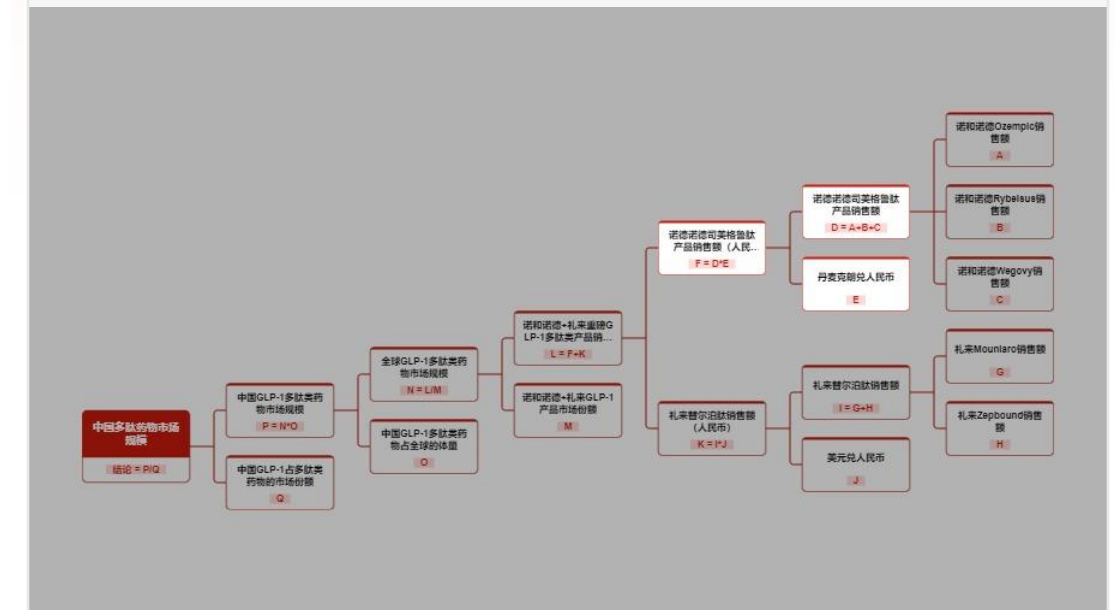 中国多肽药物市场
规模
结论 = P/Q
中国GLP-1多肽类药
物市场规模
P = N*O
中国GLP-1占多肽类
药物的市场份额
Q
全球GLP-1多肽类药
物市场规模
N = L/M
中国GLP-1多肽类药
物占全球的体量
O
诺和诺德+礼来重磅G
LP-1多肽类产品销...
L = F+K
诺和诺德+礼来GLP-1
产品市场份额
M
诺德诺德司美格鲁肽
产品销售额（人民...
F = D*E
礼来替尔泊肽销售额
（人民币）
K = I*J
诺德诺德司美格鲁肽
产品销售额
D = A+B+C
丹麦克朗兑人民币
E
礼来替尔泊肽销售额
I = G+H
美元兑人民币
J
诺和诺德Ozempic销
售额
A
诺和诺德Rybelsus销
售额
B
诺和诺德Wegovy销
售额
C
礼来Mounlaro销售额
G
礼来Zepbound销售
额
H